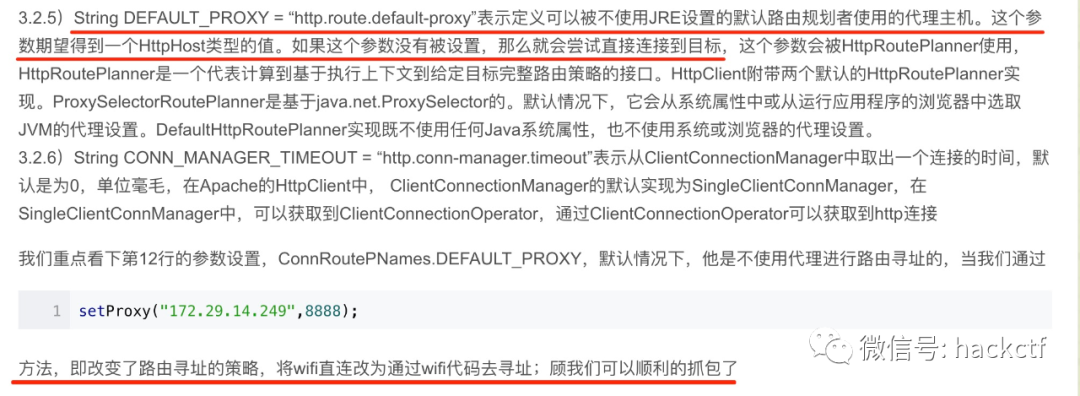 3.2.5）String DEFAULT_PROXY = “http.route.default-proxy”表示定义可以被不使用JRE设置的默认路由规划者使用的代理主机。这个参
数期望得到一个HttpHost类型的值。如果这个参数没有被设置，那么就会尝试直接连接到目标，这个参数会被HttpRoutePlanner使用，
HttpRoutePlanner是一个代表计算到基于执行上下文到给定目标完整路由策略的接口。HttpClient附带两个默认的HttpRoutePlanner实
现。ProxySelectorRoutePlanner是基于java.net.ProxySelector的。默认情况下，它会从系统属性中或从运行应用程序的浏览器中选取
JVM的代理设置。DefaultHttpRoutePlanner实现既不使用任何Java系统属性，也不使用系统或浏览器的代理设置。
3.2.6）String CONN_MANAGER_TIMEOUT = “http.conn-manager.timeout”表示从ClientConnectionManager中取出一个连接的时间，默
认是为0，单位毫毛，在Apache的HttpClient中， ClientConnectionManager的默认实现为SingleClientConnManager，在
SingleClientConnManager中，可以获取到ClientConnectionOperator，通过ClientConnectionOperator可以获取到http连接
我们重点看下第12行的参数设置，ConnRoutePNames.DEFAULT_PROXY，默认情况下，他是不使用代理进行路由寻址的，当我们通过
1 setProxy("172.29.14.249",8888);
方法，即改变了路由寻址的策略，将wifi直连改为通过wifi代码去寻址；顾我们可以顺利的抓包了
微信号: hackctf